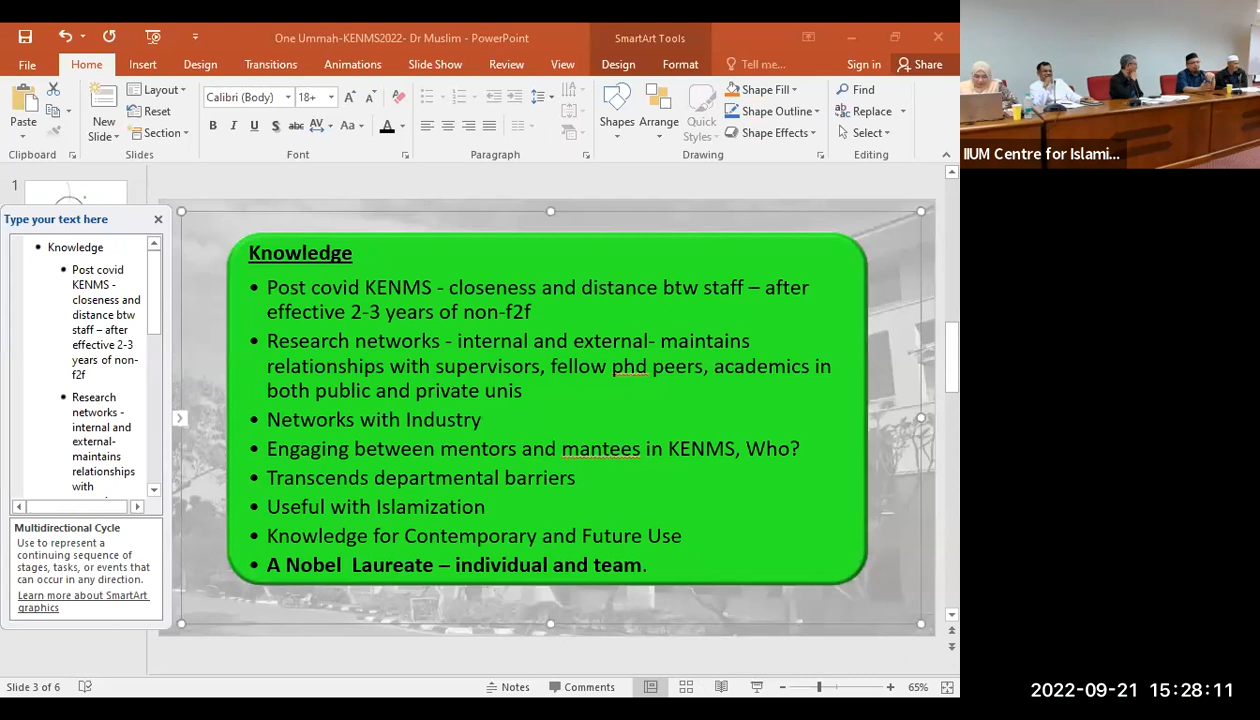 One Ummah-KENMS2022- Dr Muslim - PowerPoint
SmartArt Tools
File
Home
Insert
Design
Transitions
Animations
Slide Show
Review
View
Design
Format
Tell me...
Sign in
Share
Paste
Clipboard
New
Slide
Layout
Reset
Section
Slides
Calibri (Body)
18+
B I U S abc AV Aa A
Font
Paragraph
Shapes
Arrange
Quick
Styles
Shape Fill
Shape Outline
Shape Effects
Drawing
Find
Replace
Select
Editing
1
Type your text here
Knowledge
Post covid
KENMS -
closeness and
distance btw
staff – after
effective 2-3
years of non-
f2f
Research
networks -
internal and
external-
maintains
relationships
with
Multidirectional Cycle
Use to represent a
continuing sequence of
stages, tasks, or events that
can occur in any direction.
Learn more about SmartArt
graphics
Knowledge
• Post covid KENMS - closeness and distance btw staff – after
effective 2-3 years of non-f2f
• Research networks - internal and external- maintains
relationships with supervisors, fellow phd peers, academics in
both public and private unis
• Networks with Industry
• Engaging between mentors and mantees in KENMS, Who?
• Transcends departmental barriers
• Useful with Islamization
• Knowledge for Contemporary and Future Use
• A Nobel Laureate – individual and team.
Slide 3 of 6
Notes
Comments
65%
IIUM Centre for Islami...
2022-09-21 15:28:11